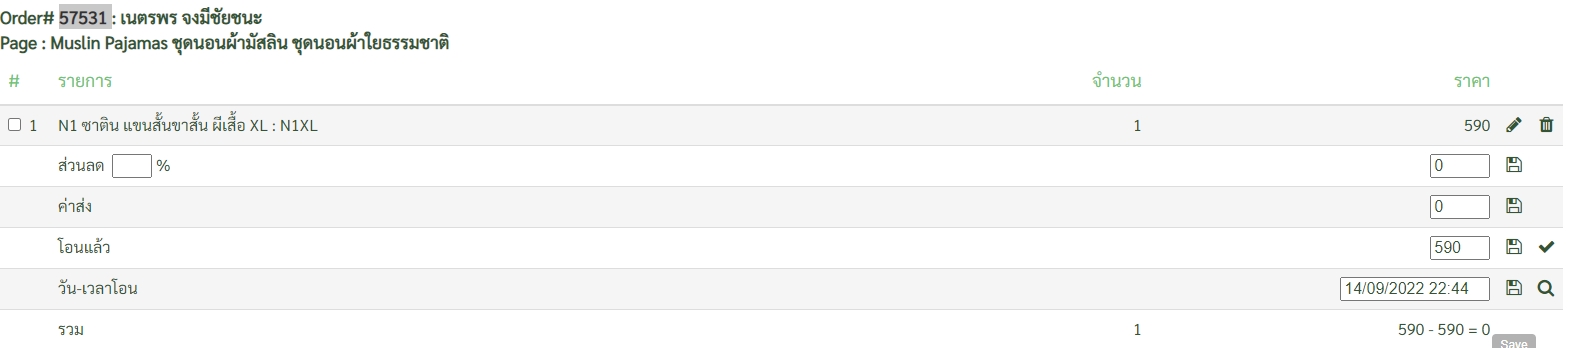 Order# 57531 : เนตรพร จงมีชัยชนะ
Page : Muslin Pajamas ชุดนอนผ้ามัสลิน ชุดนอนผ้าใยธรรมชาติ
# รายการ จำนวน ราคา
1 N1 ซาติน แขนสั้นขาสั้น ผีเสื้อ XL : N1XL 1 590
ส่วนลด % 0
ค่าส่ง 0
โอนแล้ว 590
วัน-เวลาโอน 14/09/2022 22:44
รวม 1 590 - 590 = 0
Save